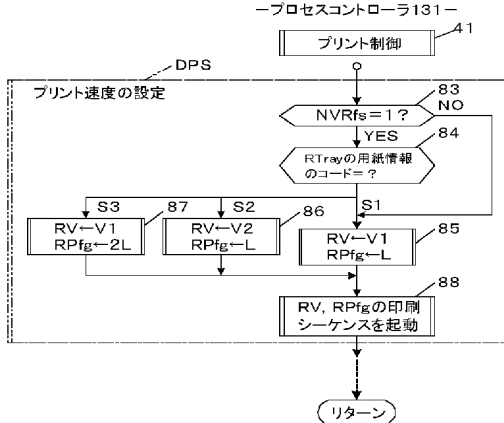 －プロセスコントローラ131－
41
プリント制御
DPS
プリント速度の設定
83
NVRfs＝1？
NO
YES
84
RTrayの用紙情報
のコード＝？
S3
S2
S1
87
RV←V1
RPfg←2L
86
RV←V2
RPfg←L
85
RV←V1
RPfg←L
88
RV，RPfgの印刷
シーケンスを起動
リターン